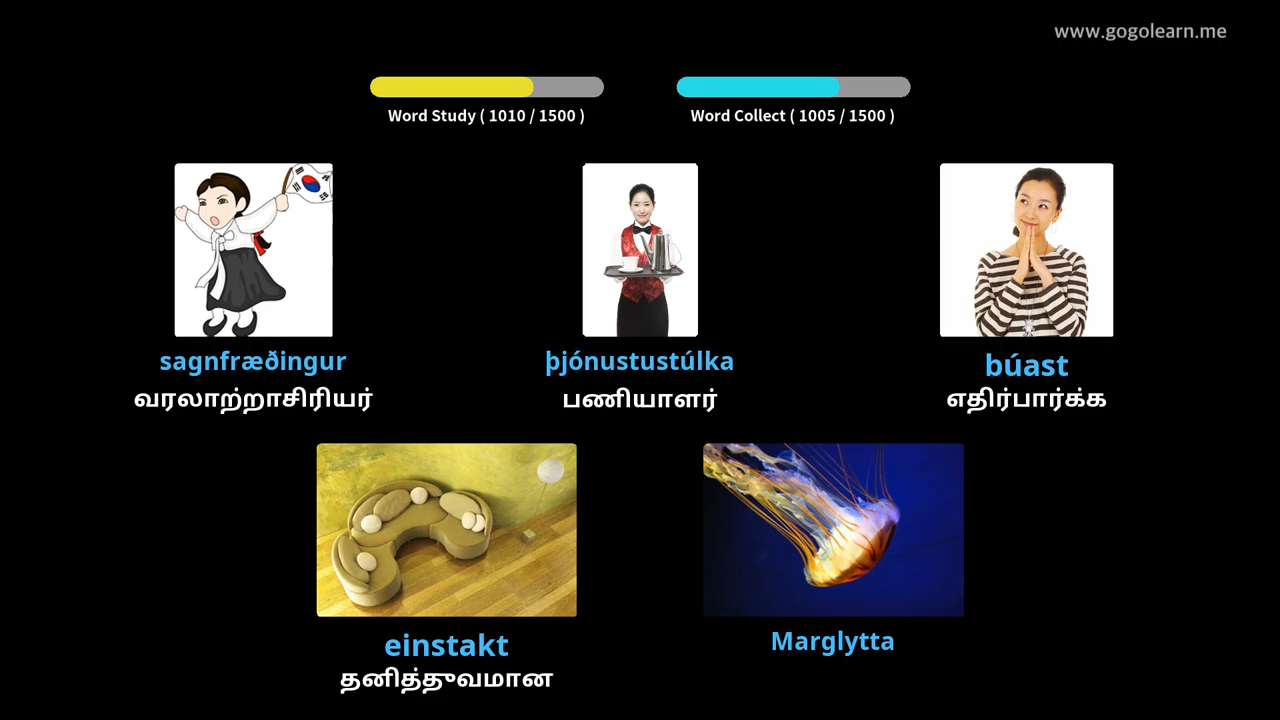 www.gogolearn.me
Word Study ( 1010 / 1500 )
Word Collect ( 1005 / 1500 )
sagnfræðingur
வரலாற்றாசிரியர்
þjónustustúlka
பணியாளர்
búast
எதிர்பார்க்க
einstakt
தனித்துவமான
Marglytta